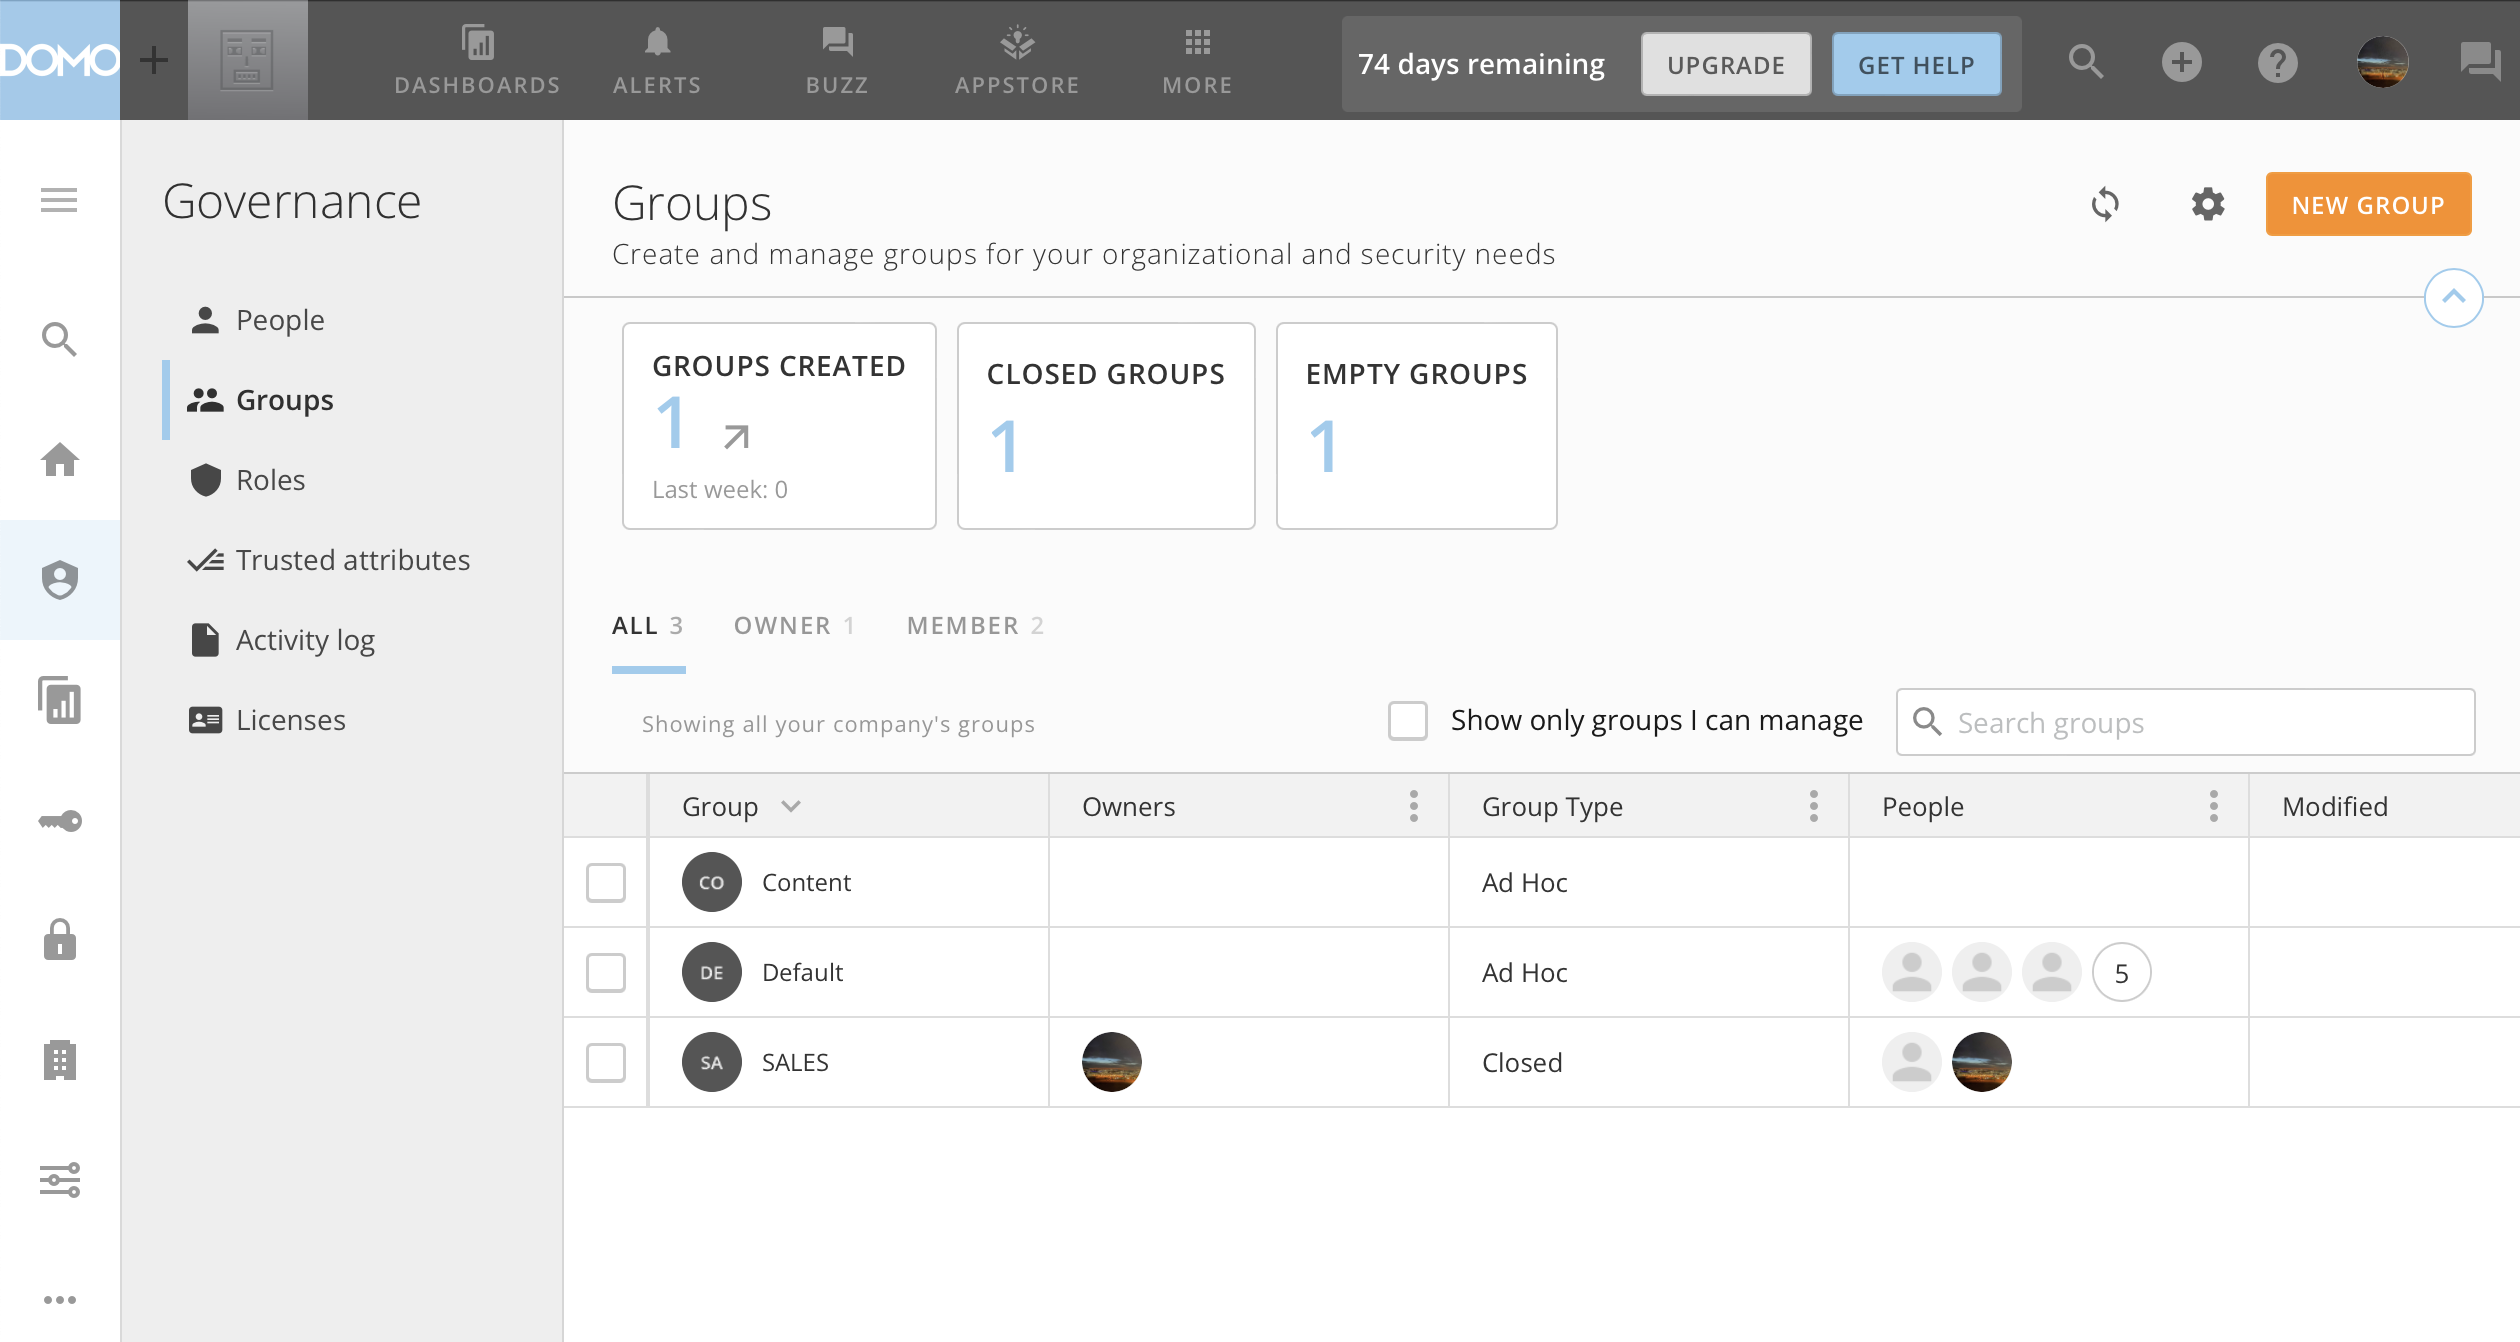 DOMO
DASHBOARDS
ALERTS
BUZZ
APPSTORE
MORE
74 days remaining
UPGRADE
GET HELP
Governance
People
Groups
Roles
Trusted attributes
Activity log
Licenses
Groups
Create and manage groups for your organizational and security needs
NEW GROUP
GROUPS CREATED
1
Last week: 0
CLOSED GROUPS
1
EMPTY GROUPS
1
ALL 3
OWNER 1
MEMBER 2
Showing all your company's groups
Show only groups I can manage
Search groups
Group
Owners
Group Type
People
Modified
CO
Content
Ad Hoc
DE
Default
Ad Hoc
5
SA
SALES
Closed